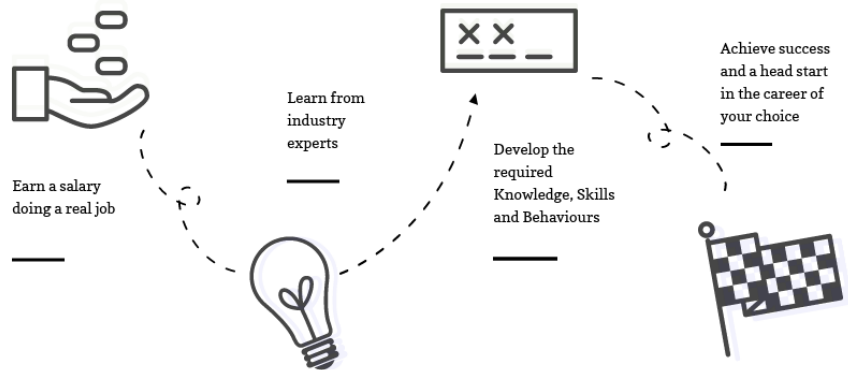 Earn a salary
doing a real job
Learn from
industry
experts
Develop the
required
Knowledge, Skills
and Behaviours
Achieve success
and a head start
in the career of
your choice